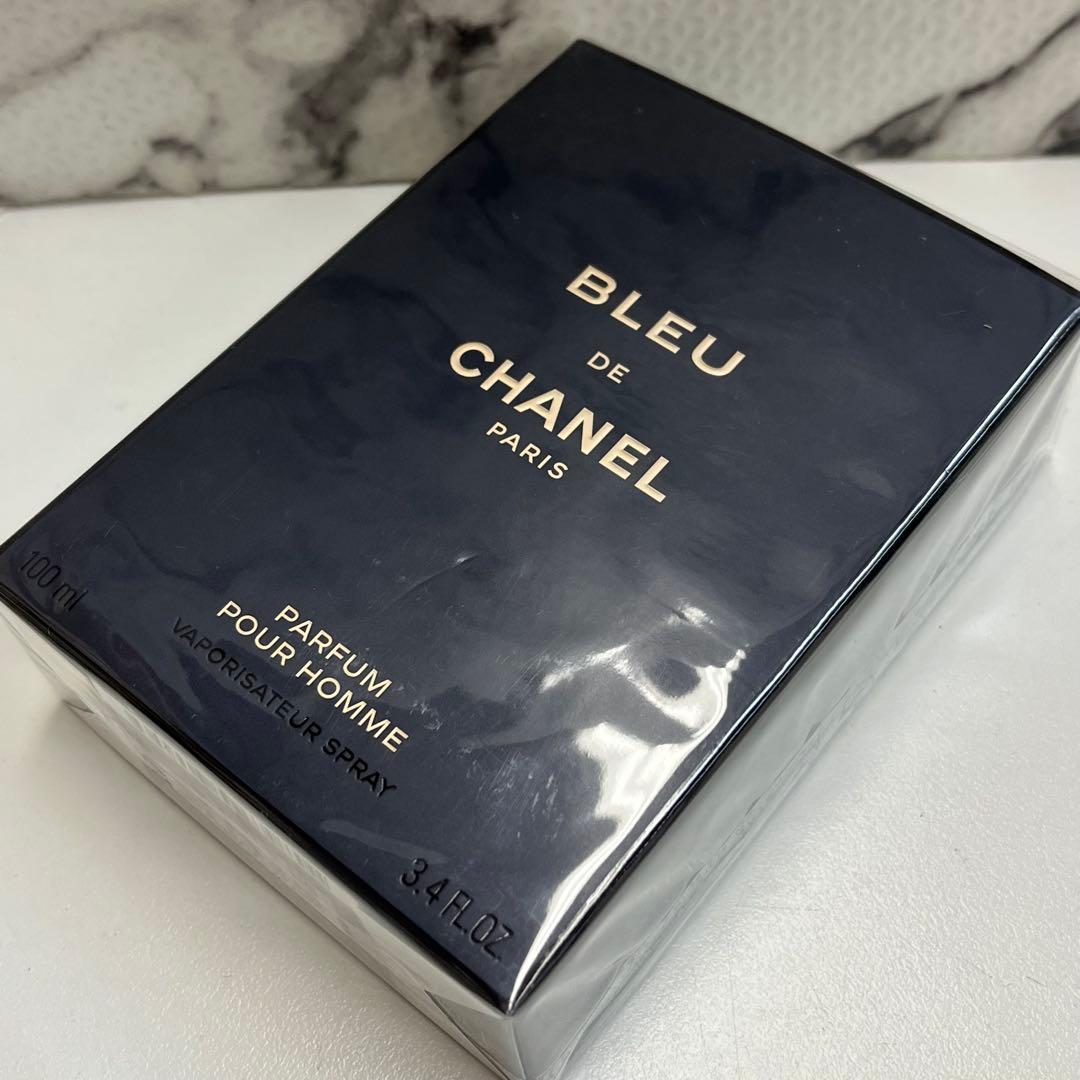 BLEU
DE
CHANEL
PARIS
PARFUM
POUR HOMME
VAPORISATEUR SPRAY
100 ml
3.4 FL.OZ.